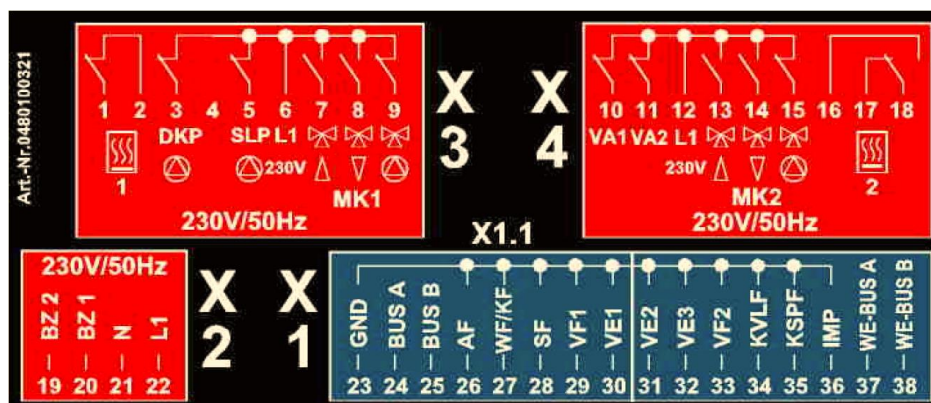 Art.-Nr.0480100321
1 2 3 4 5 6 7 8 9
DKP SLP L1
230V
1
MK1
230V/50Hz
X
3
X
4
10 11 12 13 14 15 16 17 18
VA1 VA2 L1
230V
2
MK2
230V/50Hz
X1.1
230V/50Hz
BZ 2
BZ 1
N
L1
19 20 21 22
X
2
X
1
GND
BUS A
BUS B
AF
WF/KF
SF
VF1
VE1
VE2
VE3
VF2
KVLF
KSPF
IMP
WE-BUS A
WE-BUS B
23 24 25 26 27 28 29 30 31 32 33 34 35 36 37 38